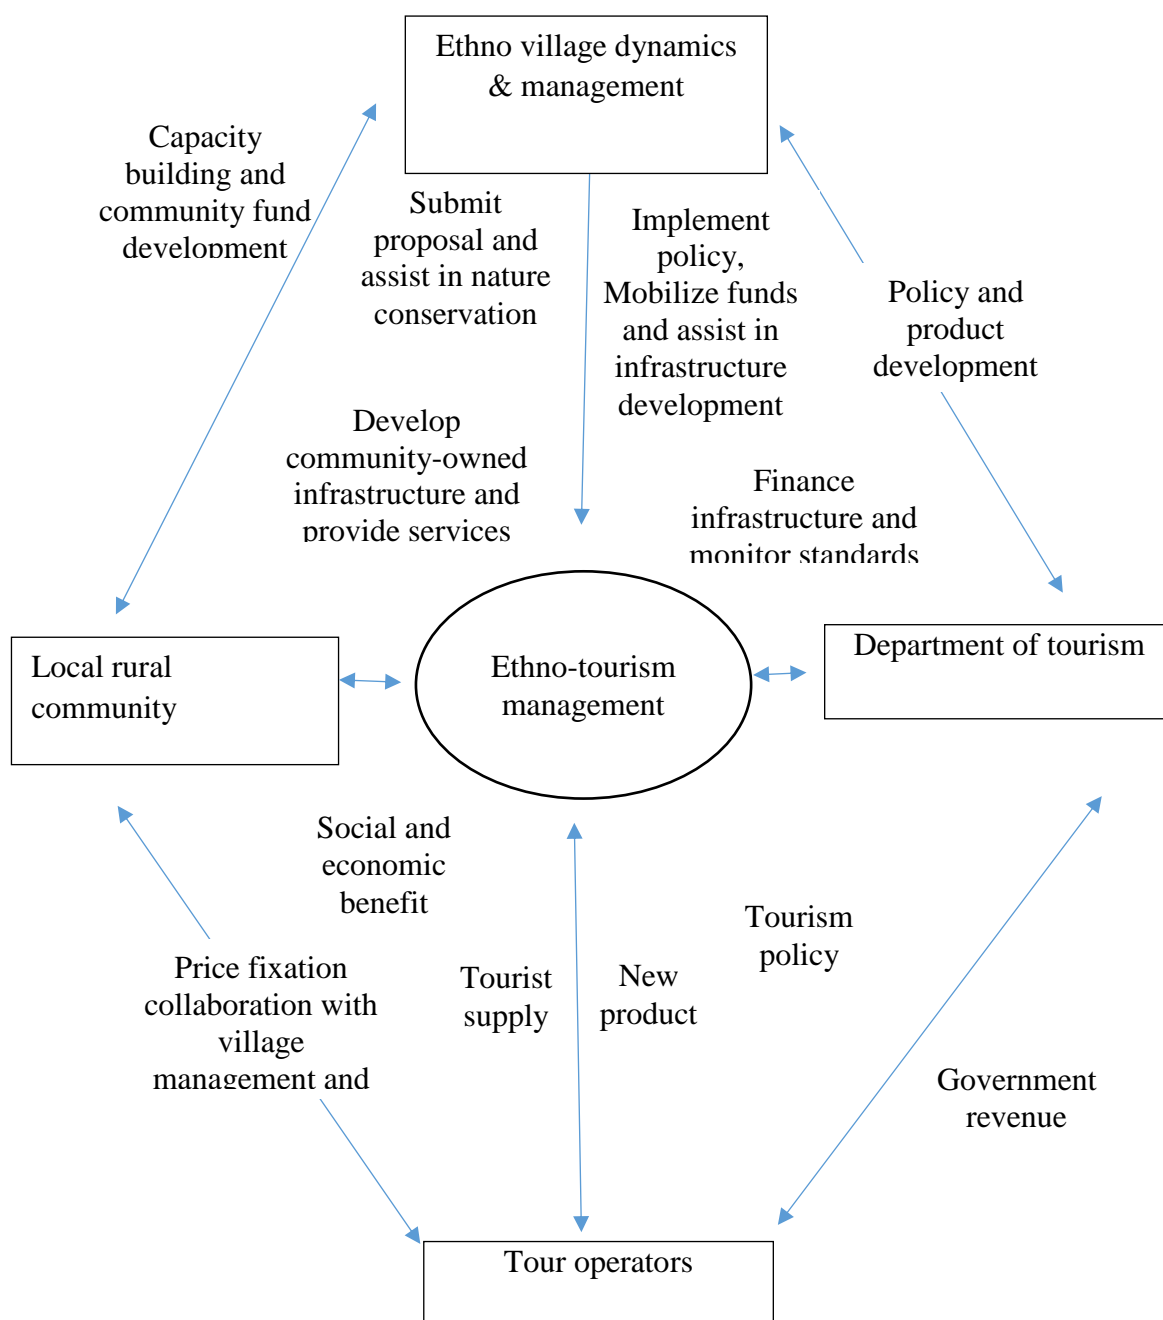 Ethno village dynamics
& management
Capacity
building and
community fund
development
Submit
proposal and
assist in nature
conservation
Implement
policy,
Mobilize funds
and assist in
infrastructure
development
Policy and
product
development
Develop
community-owned
infrastructure and
provide services
Finance
infrastructure and
monitor standards
Local rural
community
Ethno-tourism
management
Department of tourism
Social and
economic
benefit
Tourism
policy
Price fixation
collaboration with
village
management and
Tourist
supply
New
product
Government
revenue
Tour operators